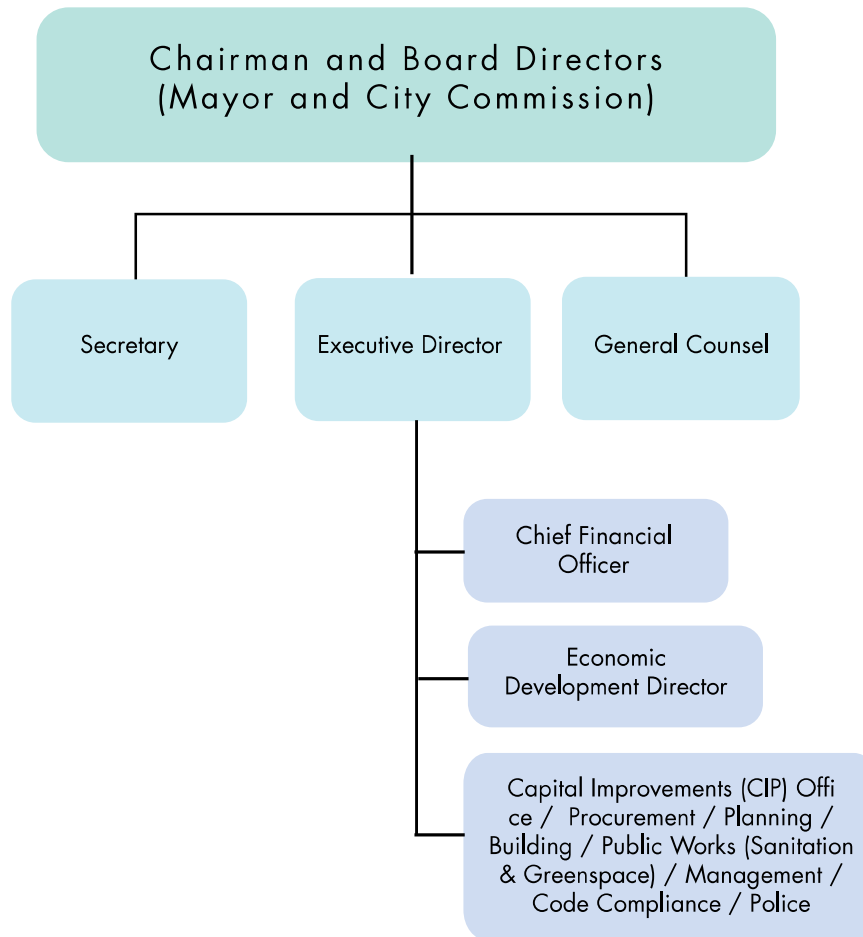 Chairman and Board Directors
(Mayor and City Commission)
Secretary
Executive Director
General Counsel
Chief Financial
Officer
Economic
Development Director
Capital Improvements (CIP) Offi
ce / Procurement / Planning /
Building / Public Works (Sanitation
& Greenspace) / Management /
Code Compliance / Police